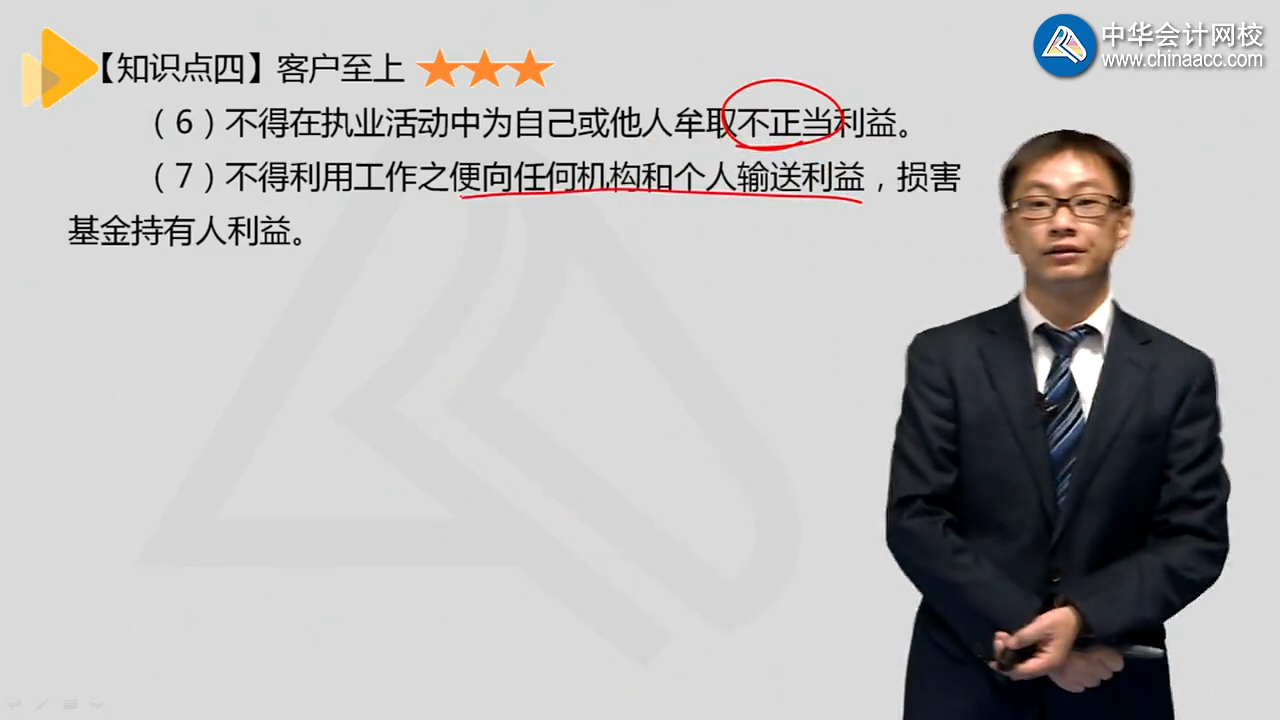 中华会计网校
www.chinaacc.com
【知识点四】客户至上
（6）不得在执业活动中为自己或他人牟取不正当利益。
（7）不得利用工作之便向任何机构和个人输送利益，损害
基金持有人利益。